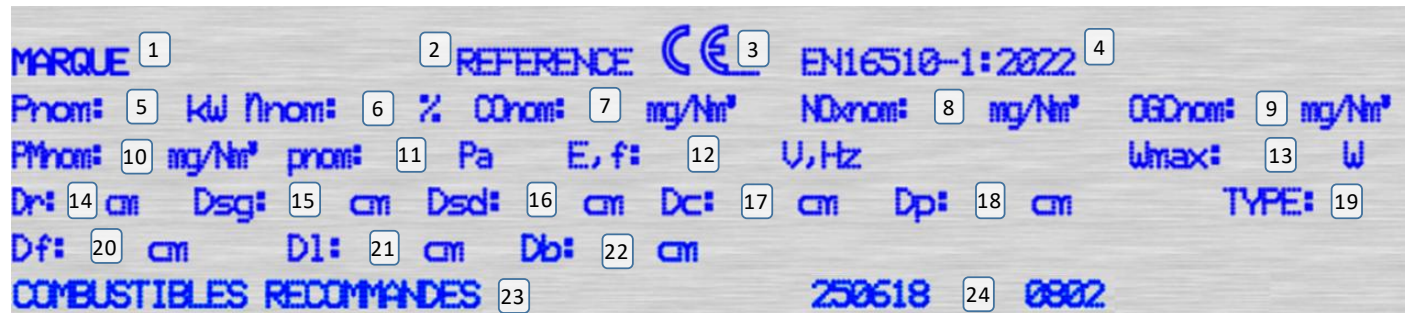 MARQUE 1 2 REFERENCE CE 3 EN16510-1:2022 4
Pnom: 5 kW ηnom: 6 % COnom: 7 mg/Nm³ NOxnom: 8 mg/Nm³ OGCnom: 9 mg/Nm³
PMnom: 10 mg/Nm³ pnom: 11 Pa E,f: 12 V,Hz Wmax: 13 W
Dr: 14 cm Dsg: 15 cm Dsd: 16 cm Dc: 17 cm Dp: 18 cm TYPE: 19
Df: 20 cm Dl: 21 cm Db: 22 cm
COMBUSTIBLES RECOMMANDES 23 250618 24 0802